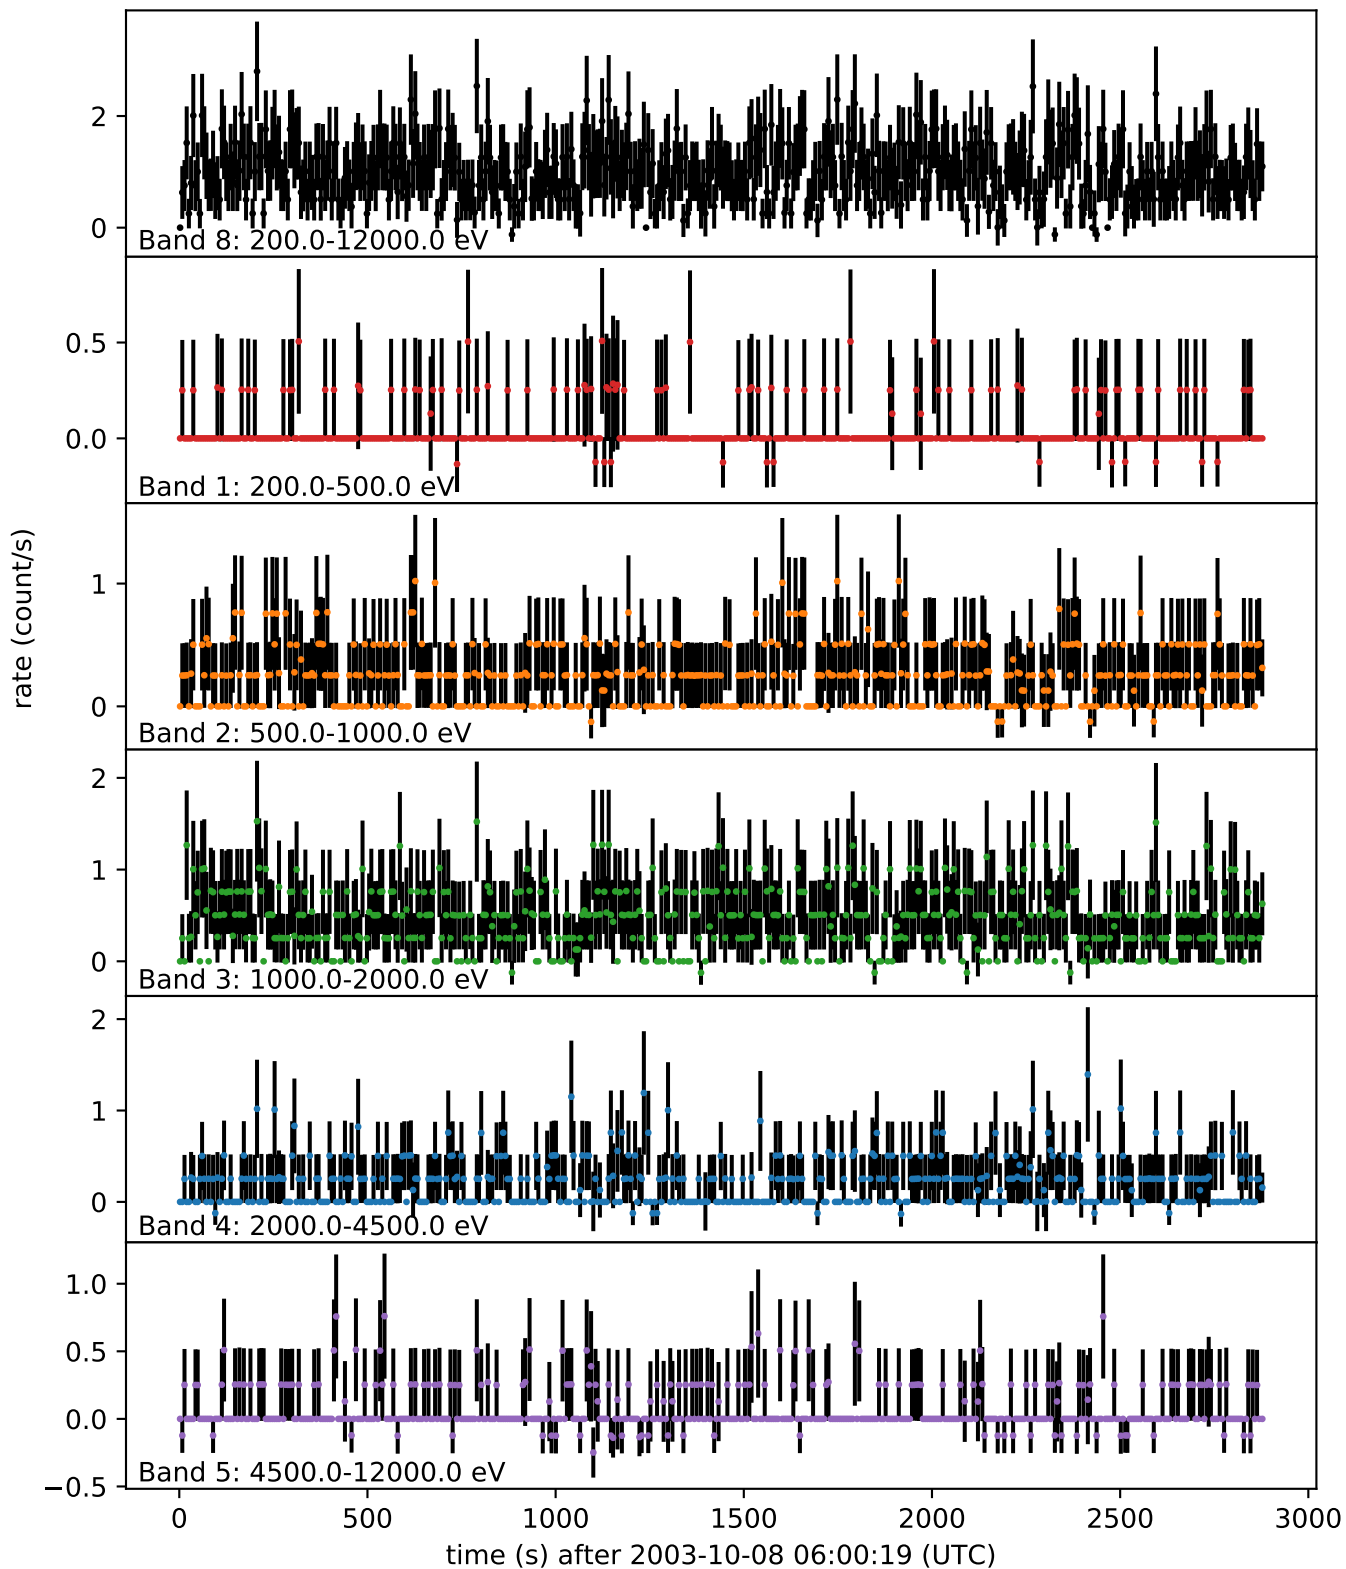 2
0
Band 8: 200.0-12000.0 eV
0.5
0.0
Band 1: 200.0-500.0 eV
1
0
Band 2: 500.0-1000.0 eV
rate (count/s)
2
1
0
Band 3: 1000.0-2000.0 eV
2
1
0
Band 4: 2000.0-4500.0 eV
1.0
0.5
0.0
−0.5
Band 5: 4500.0-12000.0 eV
0 500 1000 1500 2000 2500 3000
time (s) after 2003-10-08 06:00:19 (UTC)